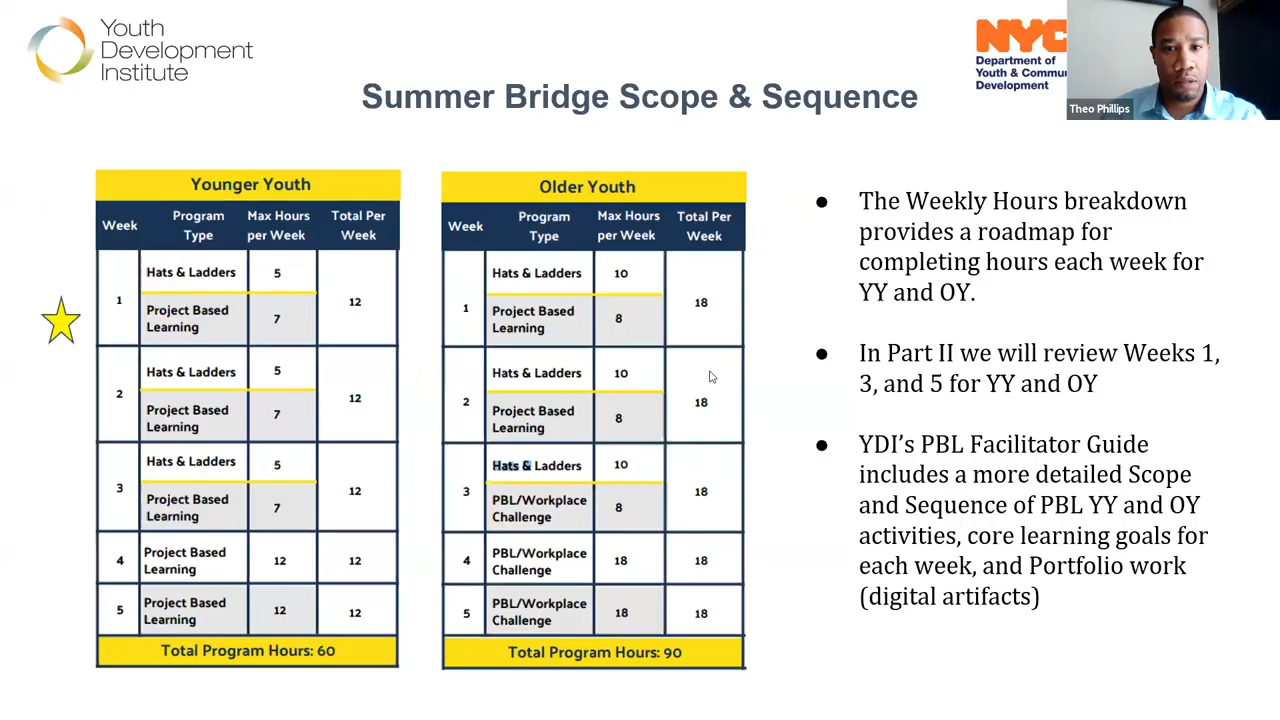 Youth
Development
Institute
NYC
Department of
Youth & Commu
Development
Theo Phillips
Summer Bridge Scope & Sequence
Younger Youth
Week
Program
Type
Max Hours
per Week
Total Per
Week
1
Hats & Ladders
5
Project Based
Learning
7
12
2
Hats & Ladders
5
Project Based
Learning
7
12
3
Hats & Ladders
5
Project Based
Learning
7
12
4
Project Based
Learning
12
12
5
Project Based
Learning
12
12
Total Program Hours: 60
Older Youth
Week
Program
Type
Max Hours
per Week
Total Per
Week
1
Hats & Ladders
10
Project Based
Learning
8
18
2
Hats & Ladders
10
Project Based
Learning
8
18
3
Hats & Ladders
10
PBL/Workplace
Challenge
8
18
4
PBL/Workplace
Challenge
18
18
5
PBL/Workplace
Challenge
18
18
Total Program Hours: 90
● The Weekly Hours breakdown
provides a roadmap for
completing hours each week for
YY and OY.
● In Part II we will review Weeks 1,
3, and 5 for YY and OY
● YDI’s PBL Facilitator Guide
includes a more detailed Scope
and Sequence of PBL YY and OY
activities, core learning goals for
each week, and Portfolio work
(digital artifacts)